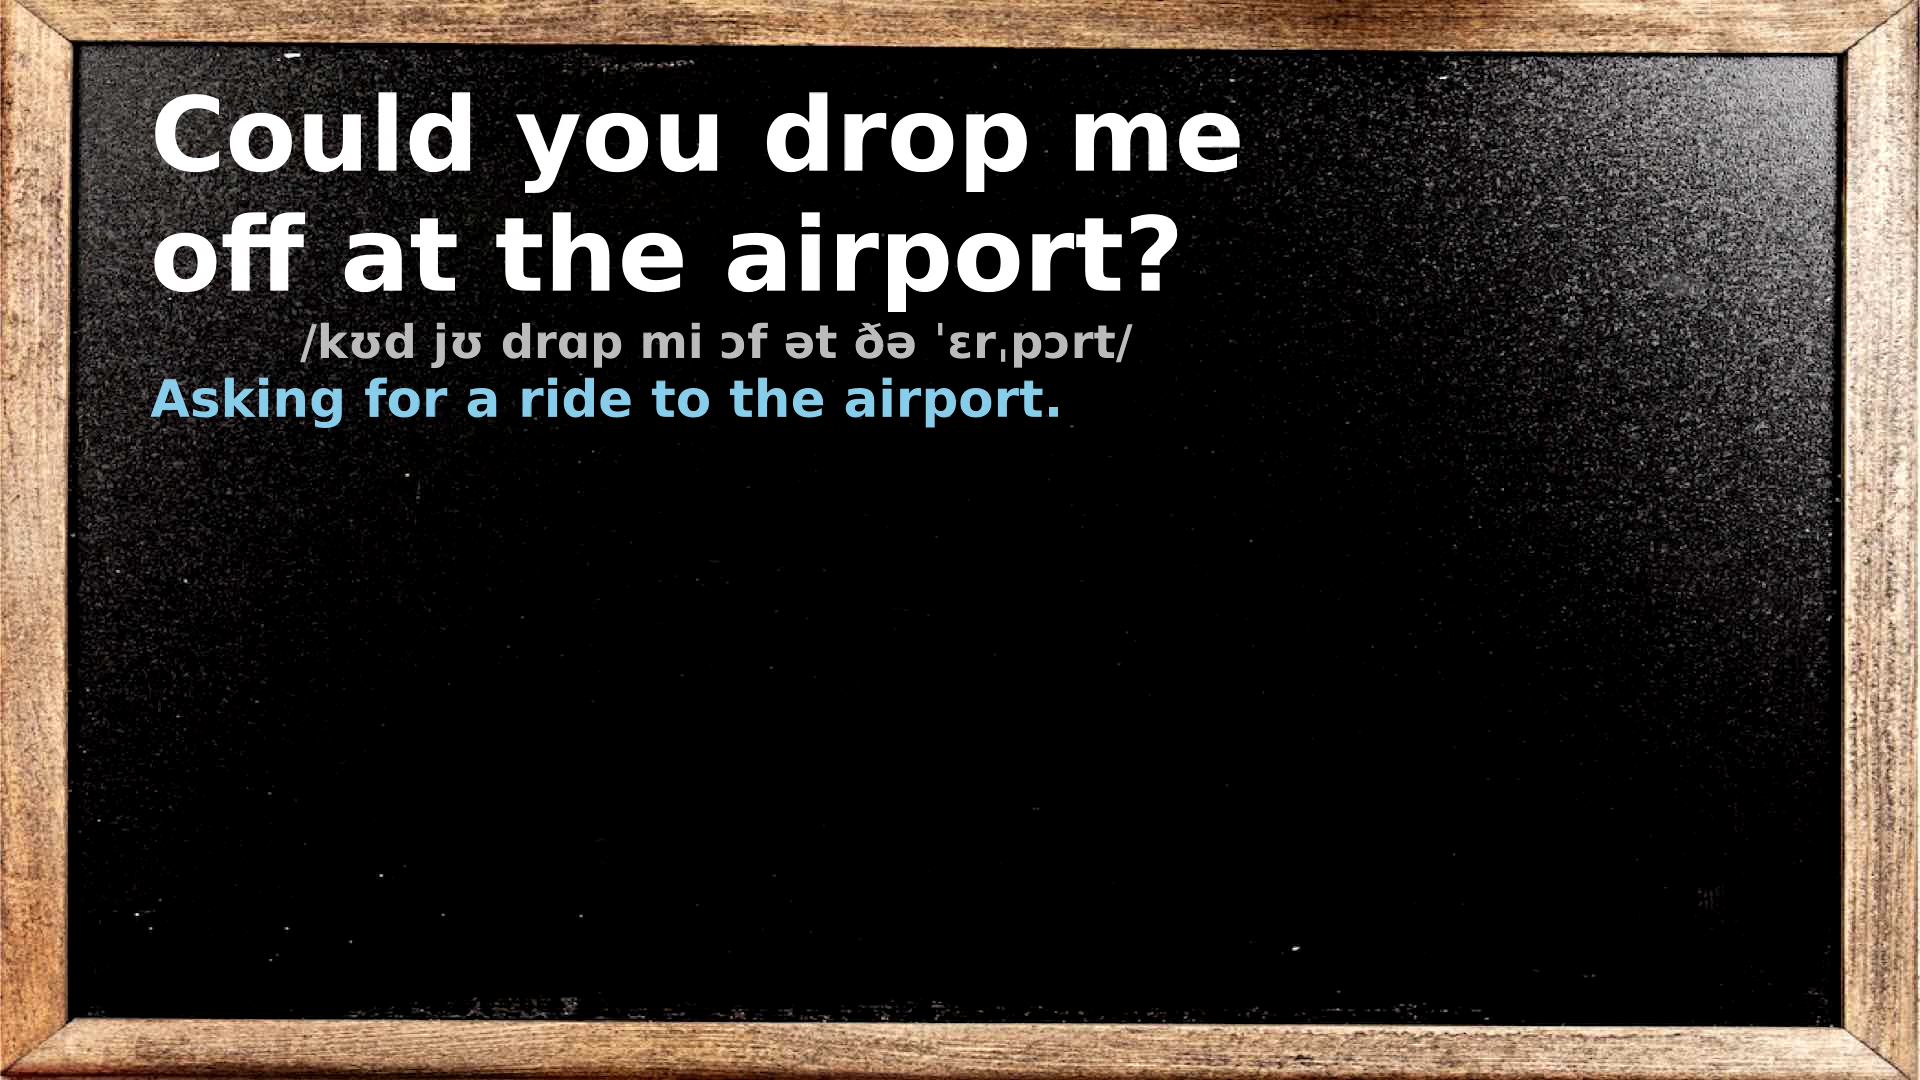 Could you drop me
off at the airport?
/kʊd jʊ drɑp mi ɔf ət ðə ˈɛrˌpɔrt/
Asking for a ride to the airport.